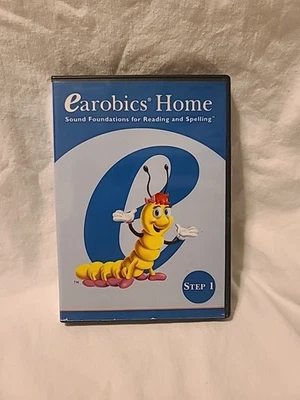 earobics® Home
Sound Foundations for Reading and Spelling™
e
™
STEP 1